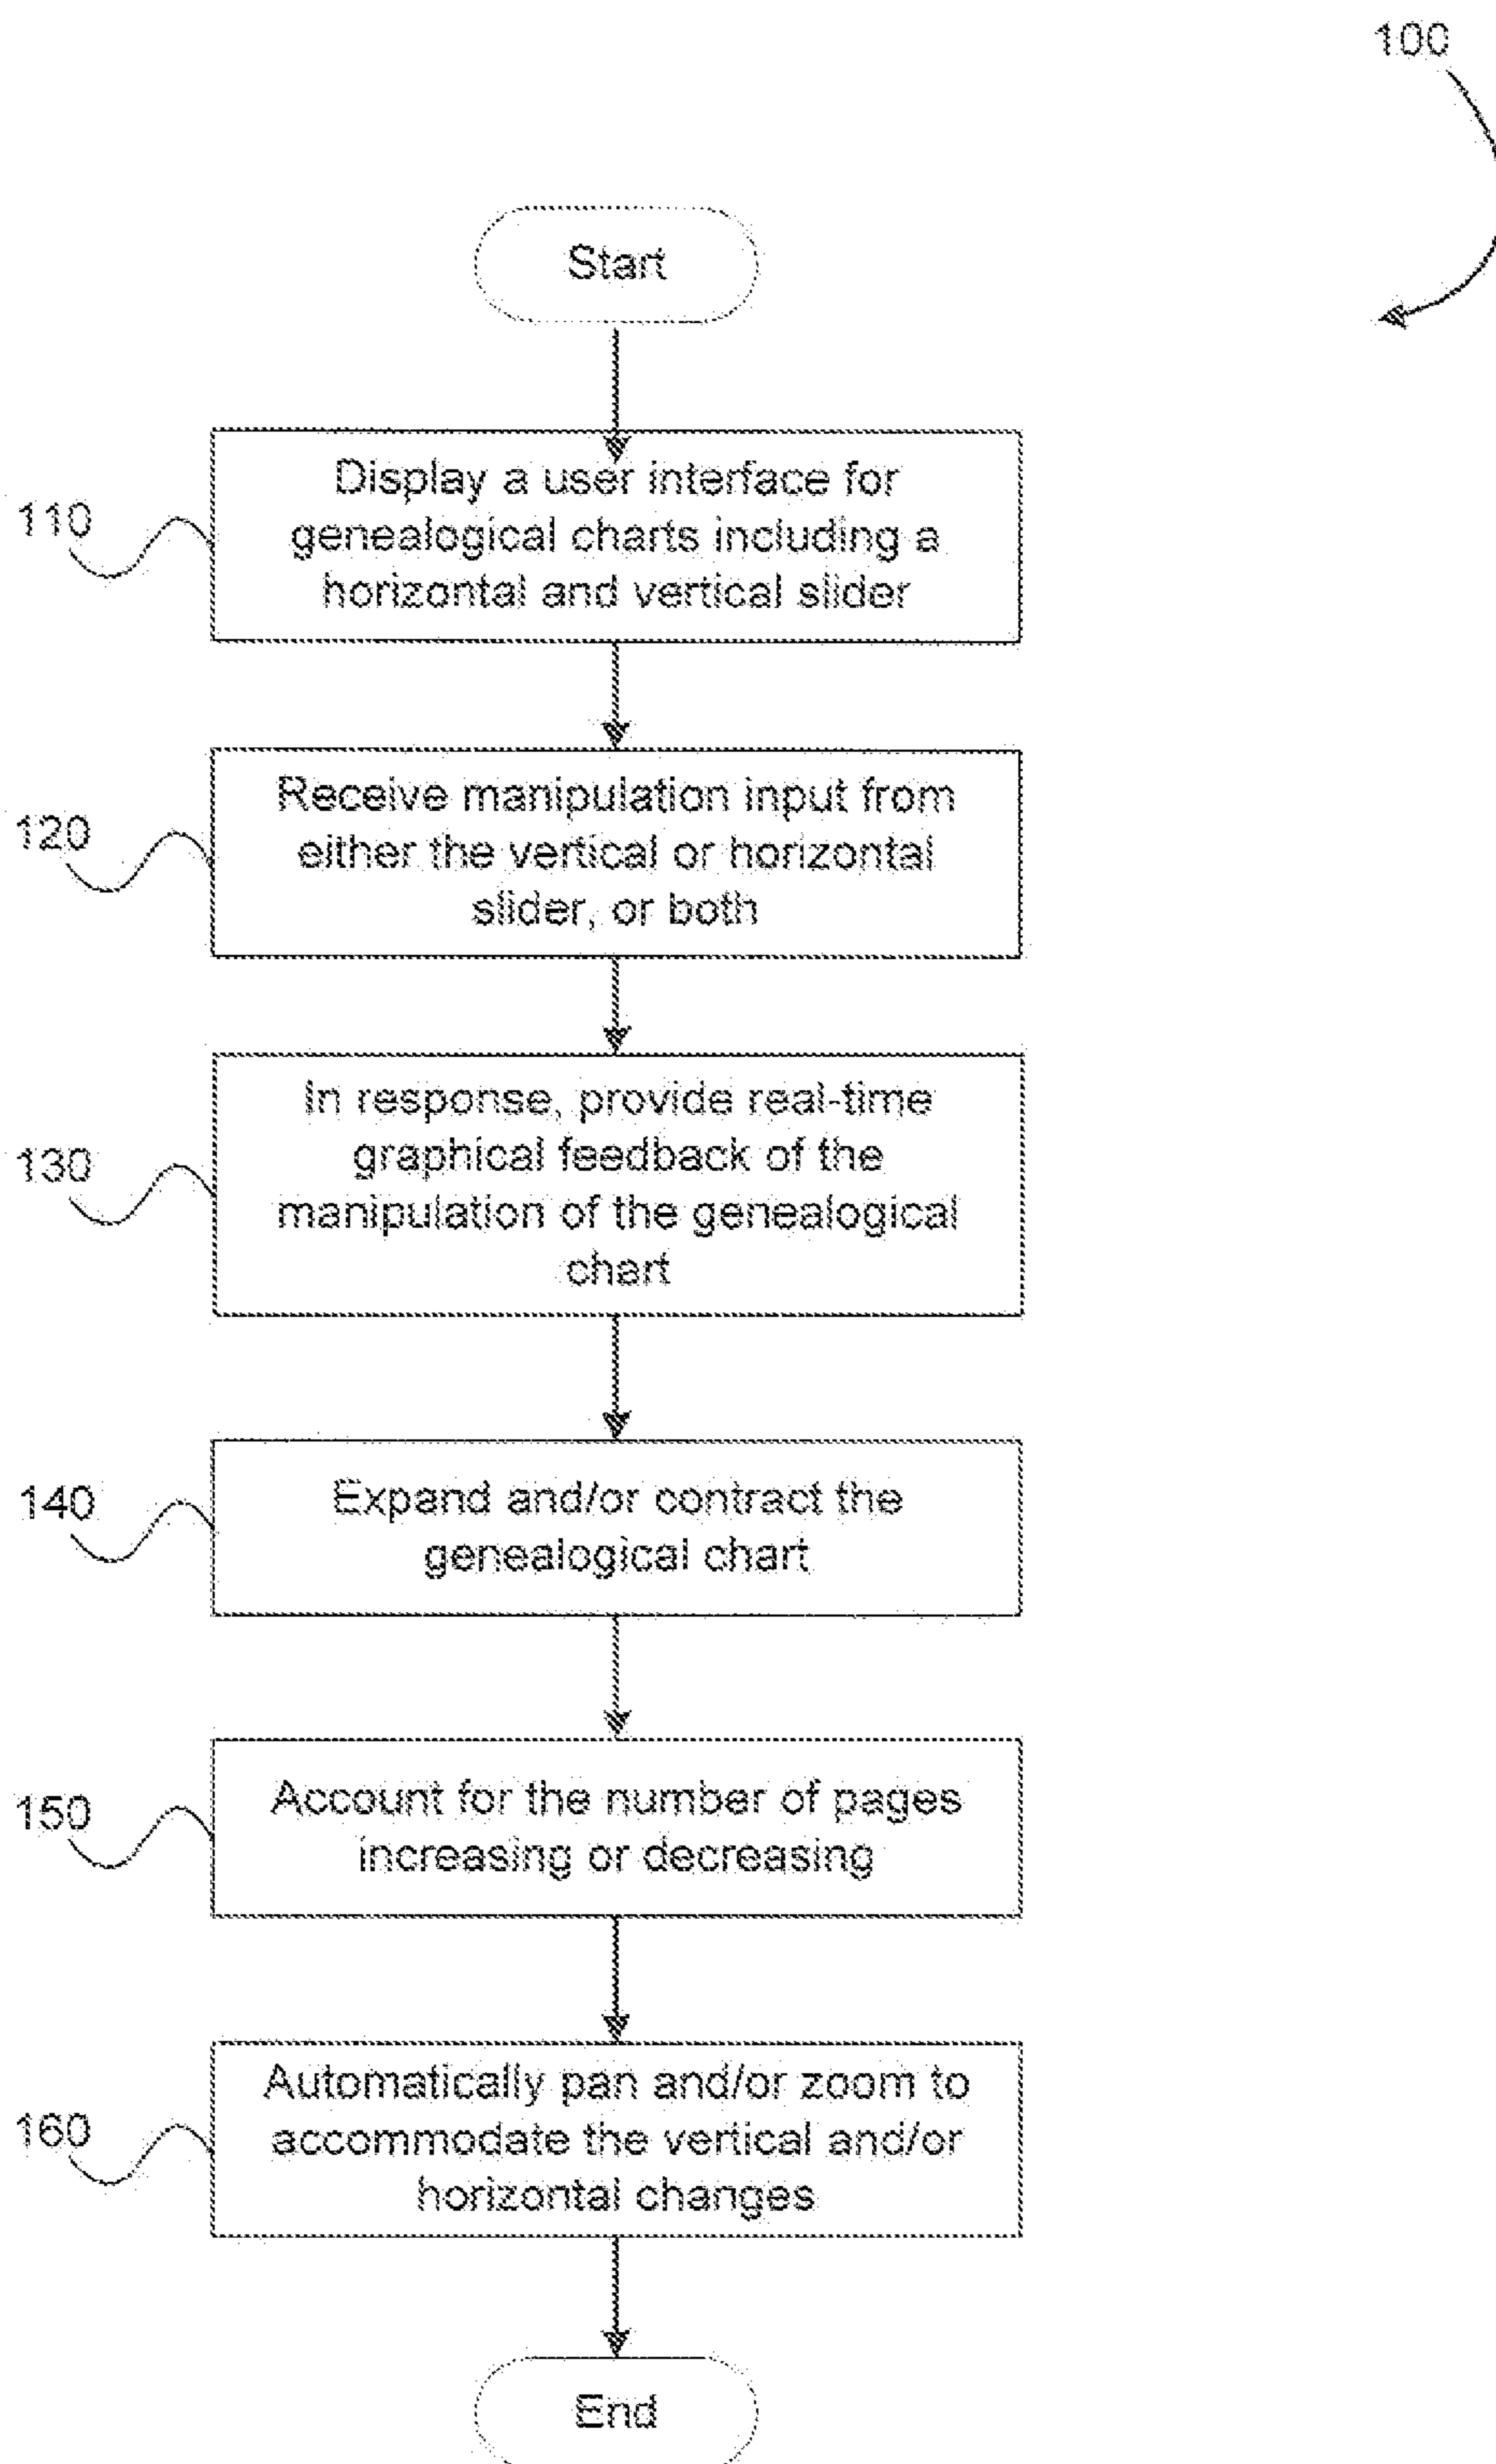 100
Start
110
Display a user interface for
genealogical charts including a
horizontal and vertical slider
120
Receive manipulation input from
either the vertical or horizontal
slider, or both
130
In response, provide real-time
graphical feedback of the
manipulation of the genealogical
chart
140
Expand and/or contract the
genealogical chart
150
Account for the number of pages
increasing or decreasing
160
Automatically pan and/or zoom to
accommodate the vertical and/or
horizontal changes
End